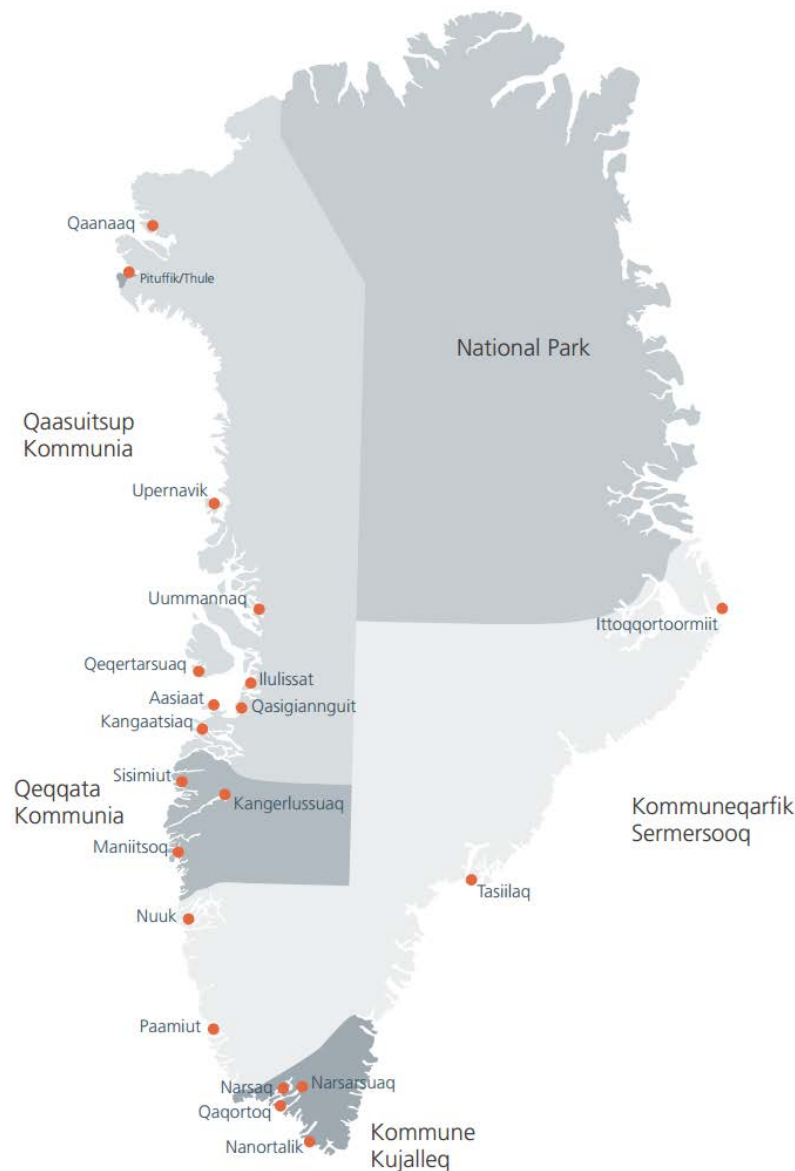 Qaanaaq
Pituffik/Thule
National Park
Qaasuitsup
Kommunia
Upernavik
Uummannaq
Ittoqqortoormiit
Qeqertarsuaq
Ilulissat
Aasiaat
Qasigiannguit
Kangaatsiaq
Sisimiut
Qeqqata
Kommunia
Kangerlussuaq
Kommuneqarfik
Sermersooq
Maniitsoq
Tasiilaq
Nuuk
Paamiut
Narsaq
Narsarsuaq
Qaqortoq
Nanortalik
Kommune
Kujalleq